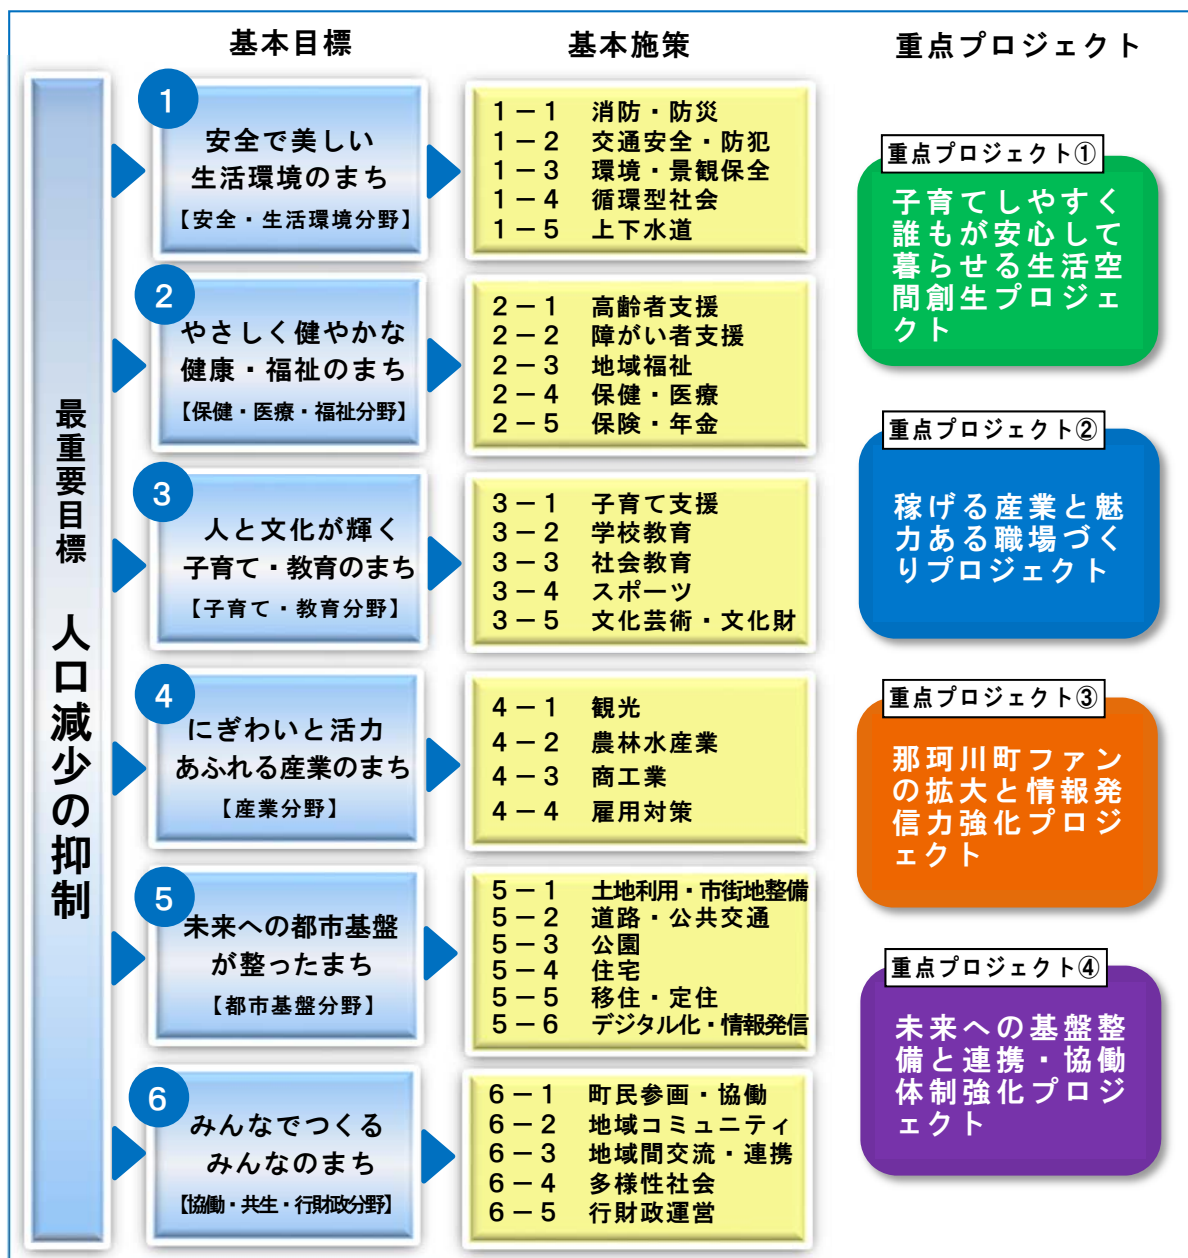 基本目標
基本施策
重点プロジェクト
最重要目標 人口減少の抑制
1
安全で美しい
生活環境のまち
【安全・生活環境分野】
1－1 消防・防災
1－2 交通安全・防犯
1－3 環境・景観保全
1－4 循環型社会
1－5 上下水道
2
やさしく健やかな
健康・福祉のまち
【保健・医療・福祉分野】
2－1 高齢者支援
2－2 障がい者支援
2－3 地域福祉
2－4 保健・医療
2－5 保険・年金
3
人と文化が輝く
子育て・教育のまち
【子育て・教育分野】
3－1 子育て支援
3－2 学校教育
3－3 社会教育
3－4 スポーツ
3－5 文化芸術・文化財
4
にぎわいと活力
あふれる産業のまち
【産業分野】
4－1 観光
4－2 農林水産業
4－3 商工業
4－4 雇用対策
5
未来への都市基盤
が整ったまち
【都市基盤分野】
5－1 土地利用・市街地整備
5－2 道路・公共交通
5－3 公園
5－4 住宅
5－5 移住・定住
5－6 デジタル化・情報発信
6
みんなでつくる
みんなのまち
【協働・共生・行財政分野】
6－1 町民参画・協働
6－2 地域コミュニティ
6－3 地域間交流・連携
6－4 多様性社会
6－5 行財政運営
重点プロジェクト①
子育てしやすく
誰もが安心して
暮らせる生活空
間創生プロジェ
クト
重点プロジェクト②
稼げる産業と魅
力ある職場づく
りプロジェクト
重点プロジェクト③
那珂川町ファン
の拡大と情報発
信力強化プロジ
ェクト
重点プロジェクト④
未来への基盤整
備と連携・協働
体制強化プロジ
ェクト